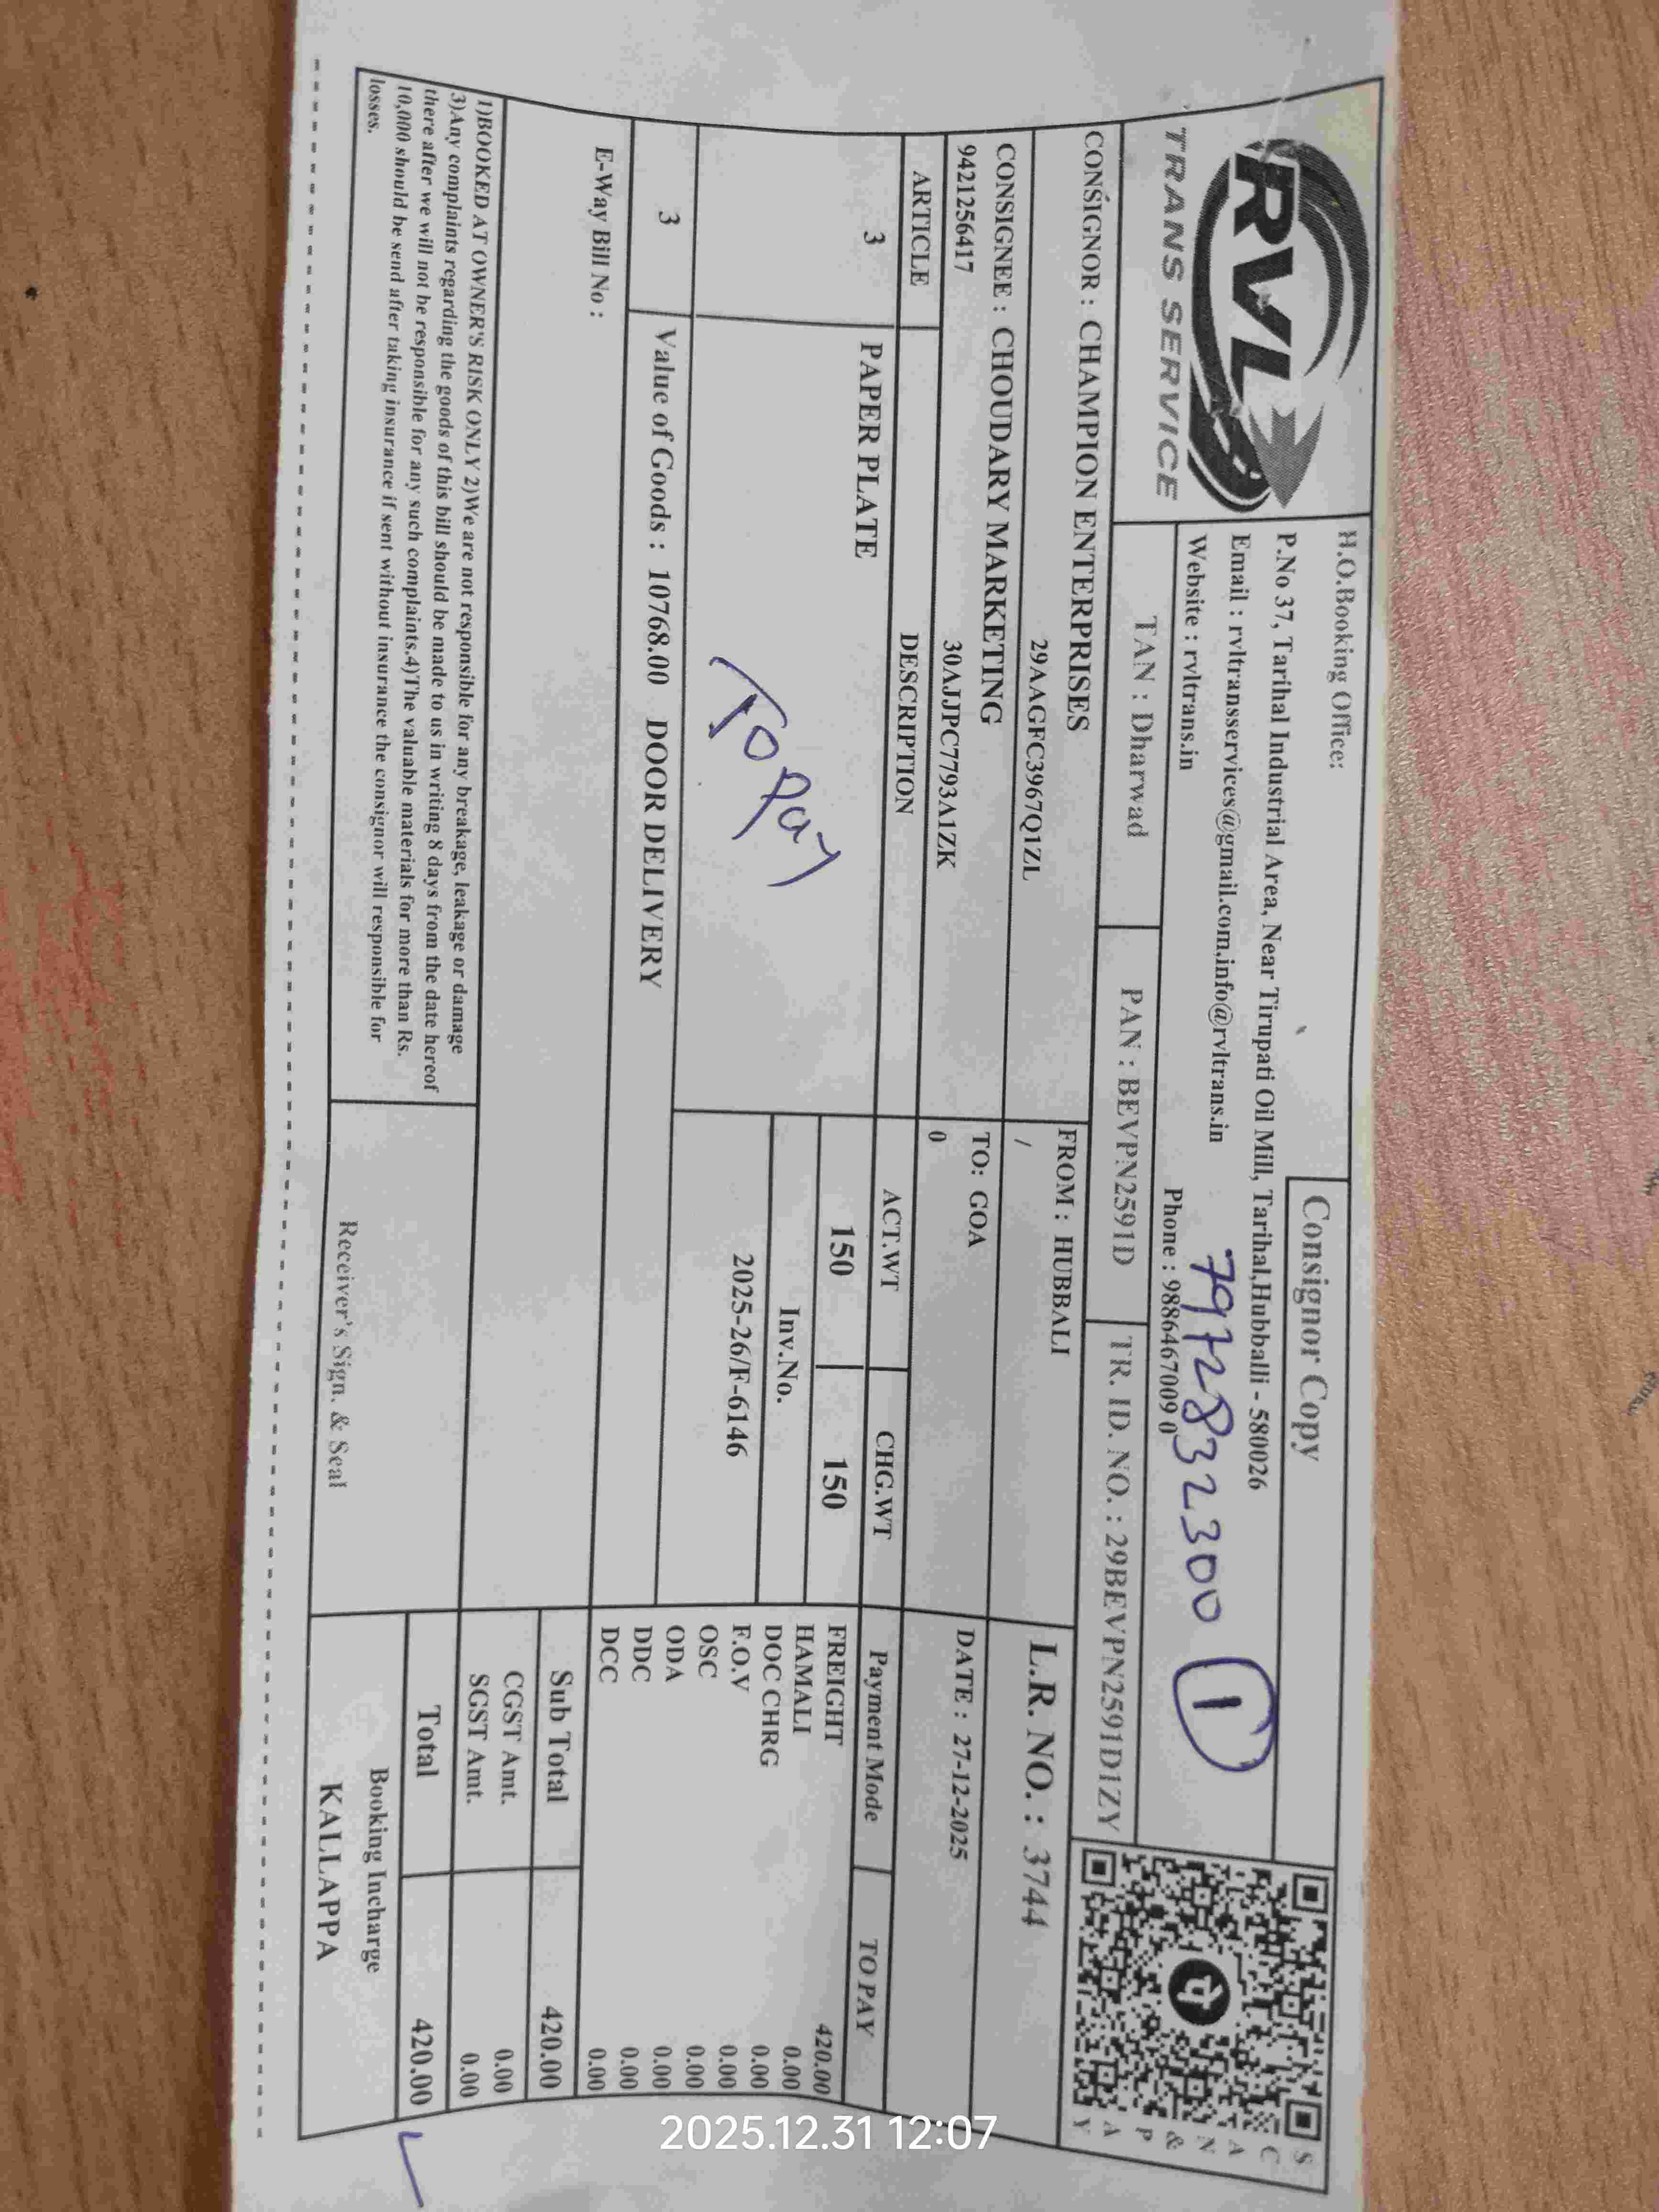 RVL
TRANS SERVICE
H.O.Booking Office:
Consignor Copy
P.No 37, Tarihal Industrial Area, Near Tirupati Oil Mill, Tarihal,Hubballi - 580026
Email : rvltransservices@gmail.com,info@rvltrans.in
7972832300
1
Website : rvltrans.in
Phone : 9886467009 0
SCAN & PAY
TAN : Dharwad
PAN : BEVPN2591D
TR. ID. NO. : 29BEVPN2591D1ZY
CONSIGNOR : CHAMPION ENTERPRISES
29AAGFC3967Q1ZL
FROM : HUBBALI
/
L.R. NO. : 3744
CONSIGNEE : CHOUDARY MARKETING
9421256417
30AJJPC7793A1ZK
TO: GOA
0
DATE : 27-12-2025
ARTICLE DESCRIPTION ACT.WT CHG.WT Payment Mode TO PAY
3 PAPER PLATE 150 150
To Pay
Inv.No.
2025-26/F-6146
FREIGHT 420.00
HAMALI 0.00
DOC CHRG 0.00
F.O.V 0.00
OSC 0.00
ODA 0.00
DDC 0.00
DCC 0.00
3 Value of Goods : 10768.00 DOOR DELIVERY
E-Way Bill No :
Sub Total 420.00
CGST Amt. 0.00
SGST Amt. 0.00
Total 420.00
1)BOOKED AT OWNER'S RISK ONLY 2)We are not responsible for any breakage, leakage or damage
3)Any complaints regarding the goods of this bill should be made to us in writing 8 days from the date hereof
there after we will not be responsible for any such complaints.4)The valuable materials for more than Rs.
10,000 should be send after taking insurance if sent without insurance the consignor will responsible for
losses.
Receiver's Sign. & Seal
Booking Incharge
KALLAPPA
2025.12.31 12:07